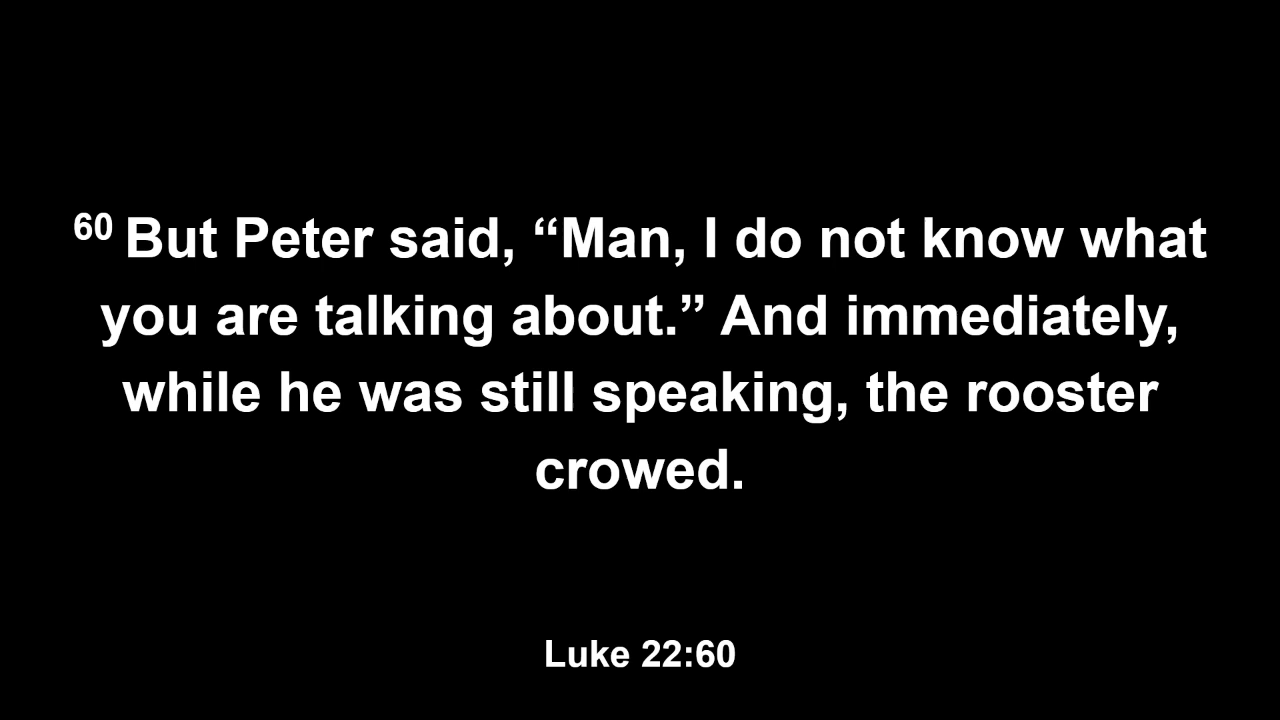 60 But Peter said, “Man, I do not know what
you are talking about.” And immediately,
while he was still speaking, the rooster
crowed.
Luke 22:60